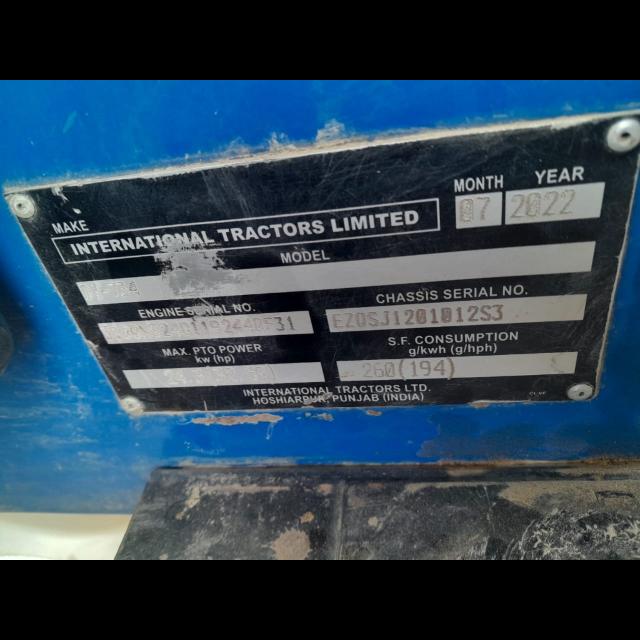 MONTH YEAR
MAKE
INTERNATIONAL TRACTORS LIMITED 07 2022
MODEL
ENGINE SERIAL NO. CHASSIS SERIAL NO.
EZOSJ1201012S3
MAX. PTO POWER S.F. CONSUMPTION
kw (hp) g/kwh (g/hph)
260(194)
INTERNATIONAL TRACTORS LTD.
HOSHIARPUR, PUNJAB (INDIA)